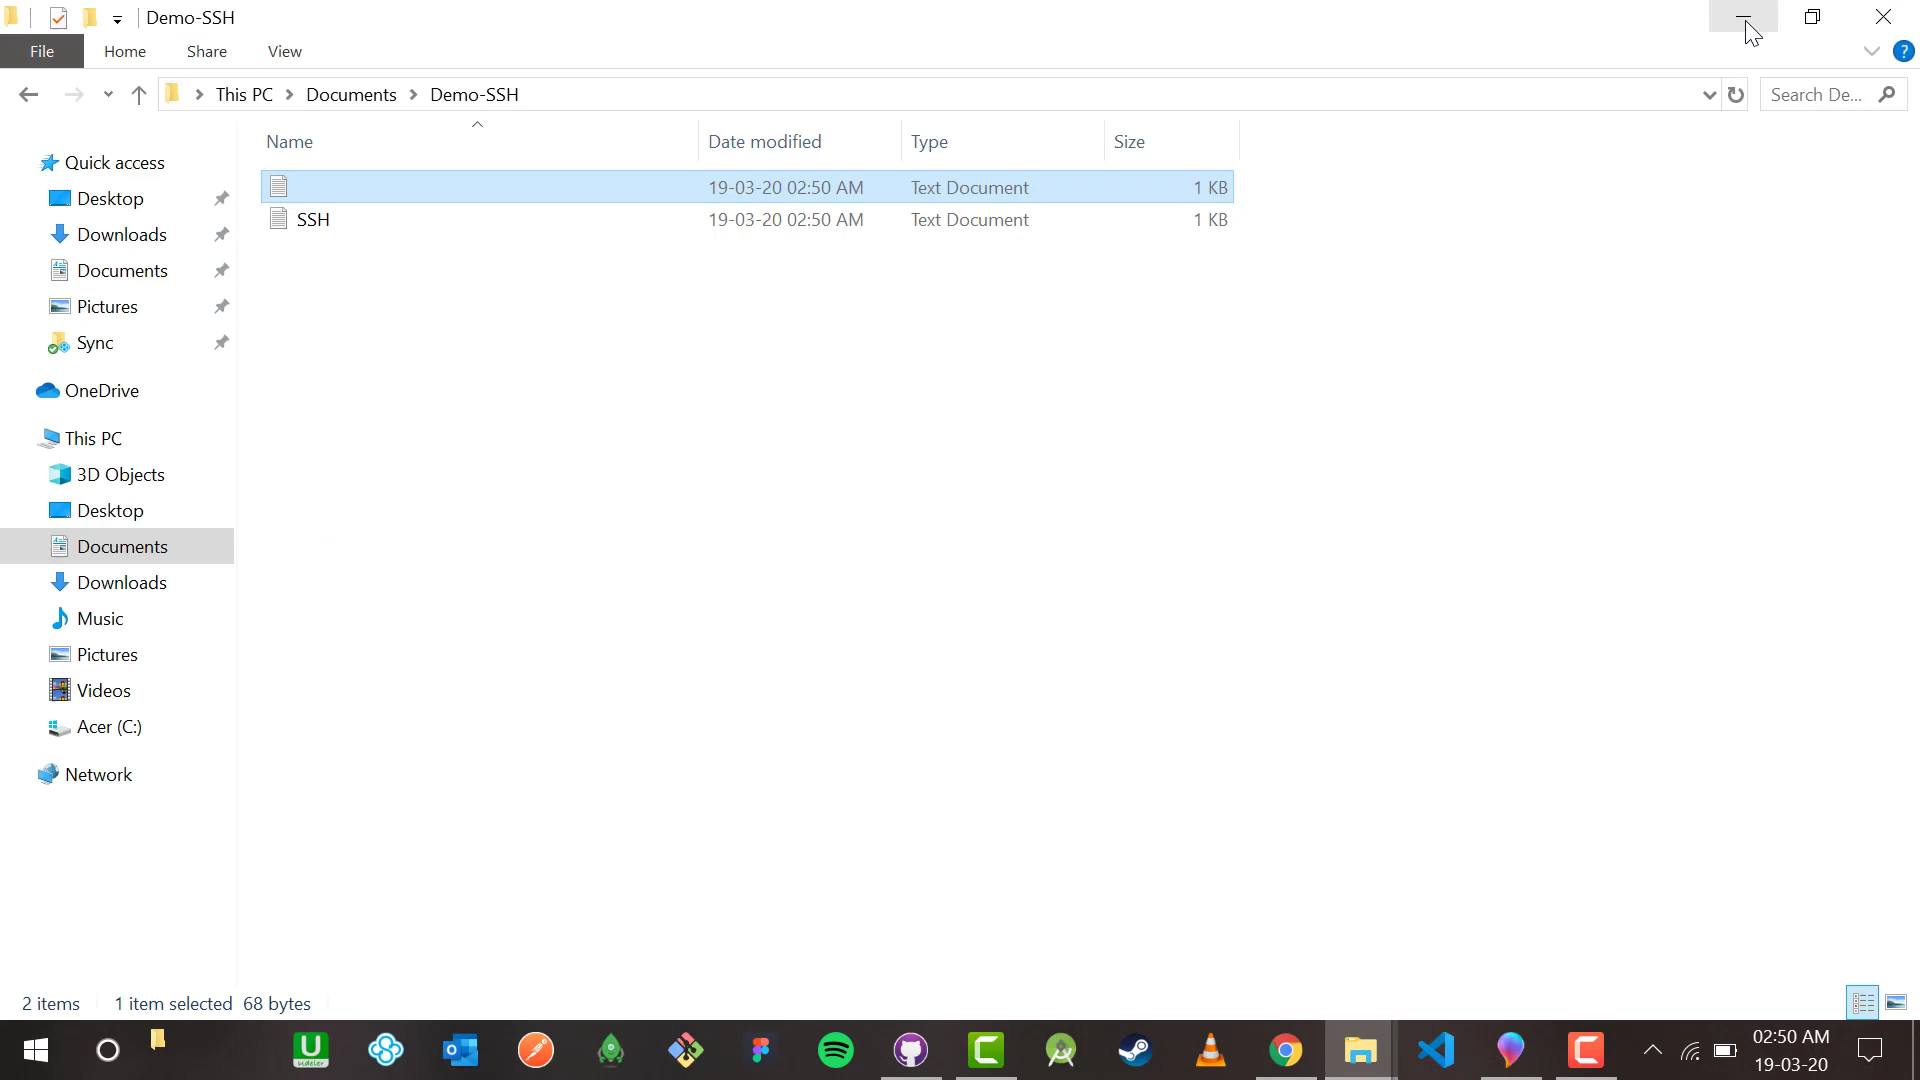 Demo-SSH
File Home Share View
This PC Documents Demo-SSH
Search De...
Name Date modified Type Size
Quick access
Desktop
Downloads
Documents
Pictures
Sync
OneDrive
This PC
3D Objects
Desktop
Documents
Downloads
Music
Pictures
Videos
Acer (C:)
Network
19-03-20 02:50 AM Text Document 1 KB
SSH 19-03-20 02:50 AM Text Document 1 KB
2 items 1 item selected 68 bytes
U
udeler
02:50 AM
19-03-20